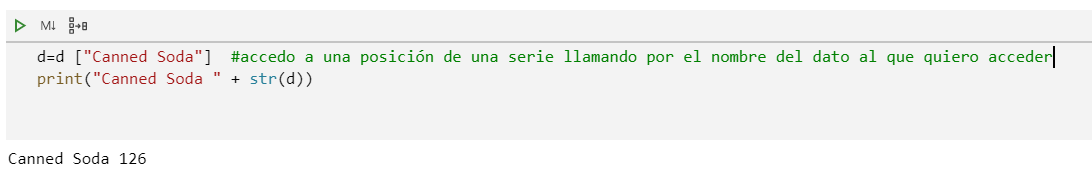 M↓
d=d ["Canned Soda"]  #accedo a una posición de una serie llamando por el nombre del dato al que quiero acceder
print("Canned Soda " + str(d))
Canned Soda 126